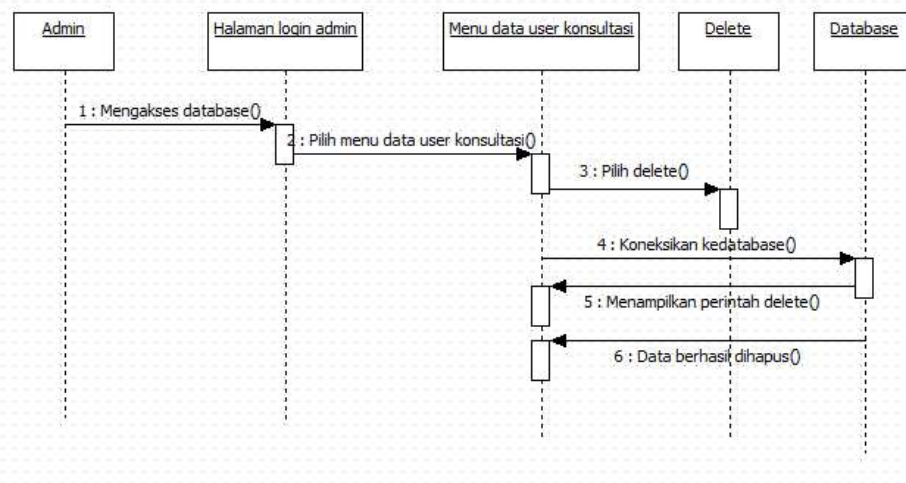 Admin
Halaman login admin
Menu data user konsultasi
Delete
Database
1 : Mengakses database()
2 : Pilih menu data user konsultasi()
3 : Pilih delete()
4 : Koneksikan kedatabase()
5 : Menampilkan perintah delete()
6 : Data berhasil dihapus()